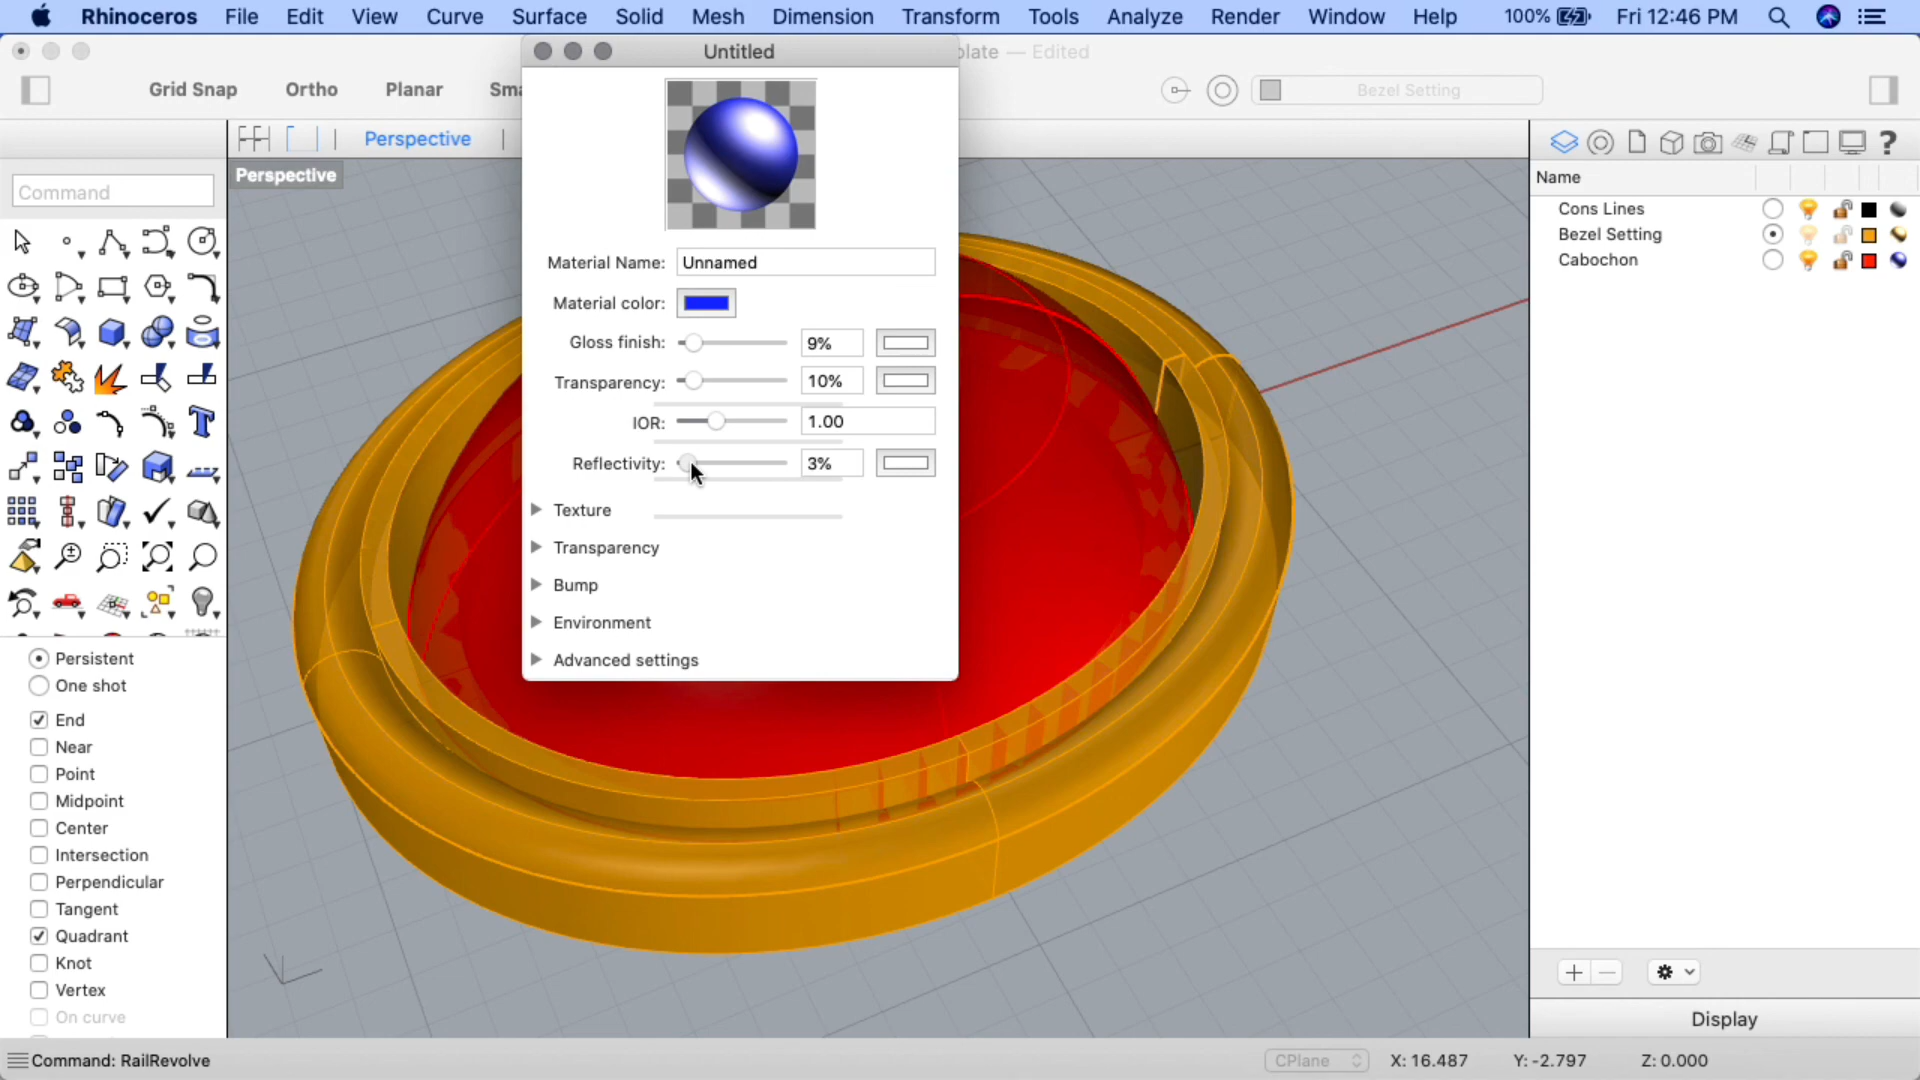 Rhinoceros File Edit View Curve Surface Solid Mesh Dimension Transform Tools Analyze Render Window Help 100% Fri 12:46 PM
Untitled
plate — Edited
Grid Snap Ortho Planar Sma
Bezel Setting
Perspective
Perspective
Command
Name
Cons Lines
Bezel Setting
Cabochon
Material Name: Unnamed
Material color:
Gloss finish: 9%
Transparency: 10%
IOR: 1.00
Reflectivity: 3%
Texture
Transparency
Bump
Environment
Advanced settings
Persistent
One shot
End
Near
Point
Midpoint
Center
Intersection
Perpendicular
Tangent
Quadrant
Knot
Vertex
On curve
Display
Command: RailRevolve
CPlane X: 16.487 Y: -2.797 Z: 0.000